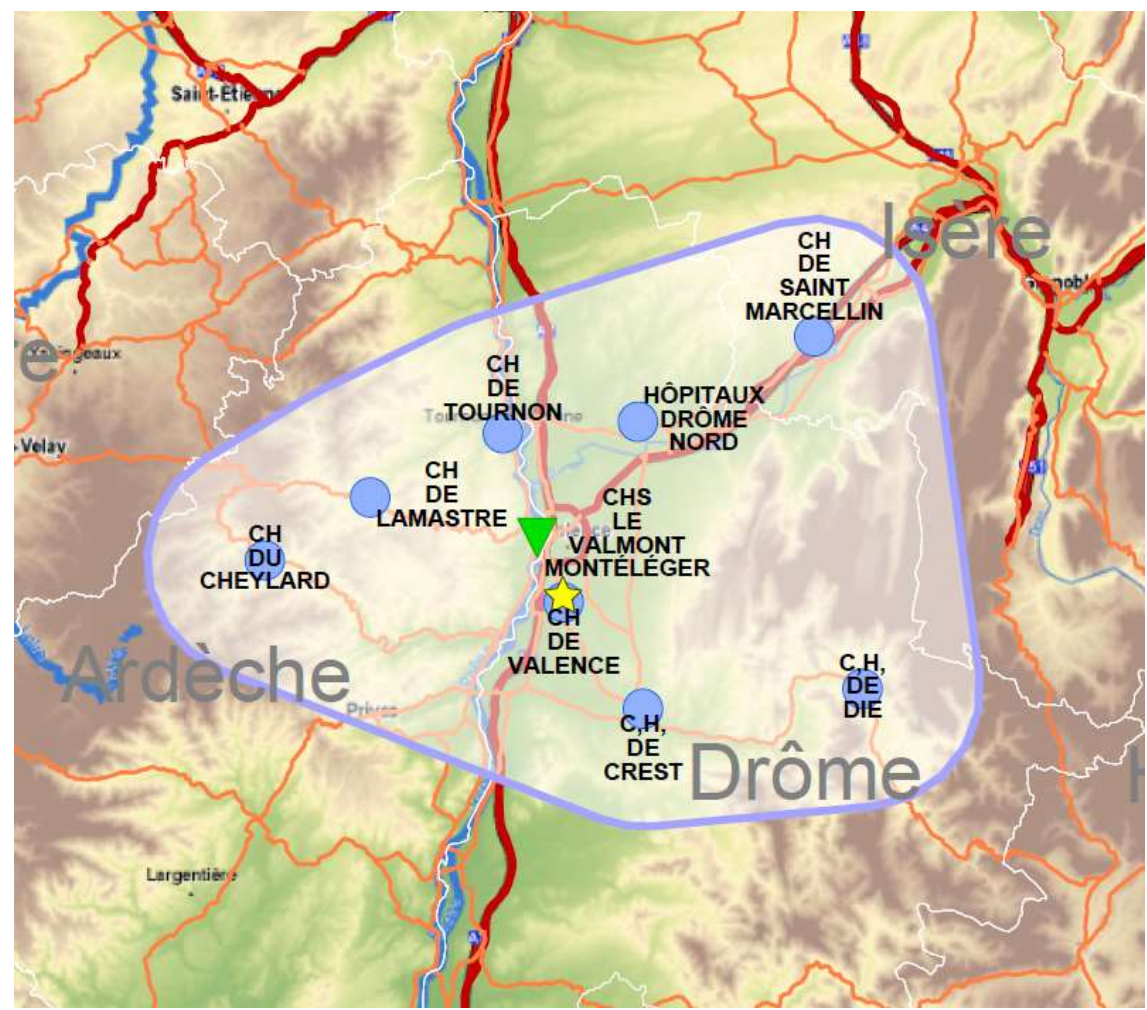 Saint-Étienne
Isère
CH
DE
SAINT
MARCELLIN
CH
DE
TOURNON
HÔPITAUX
DRÔME
NORD
CH
DE
LAMASTRE
CHS
LE
VALMONT
MONTÉLÉGER
CH
DU
CHEYLARD
CH
DE
VALENCE
Ardèche
Privas
C,H,
DE
DIE
C,H,
DE
CREST
Drôme
Largentière